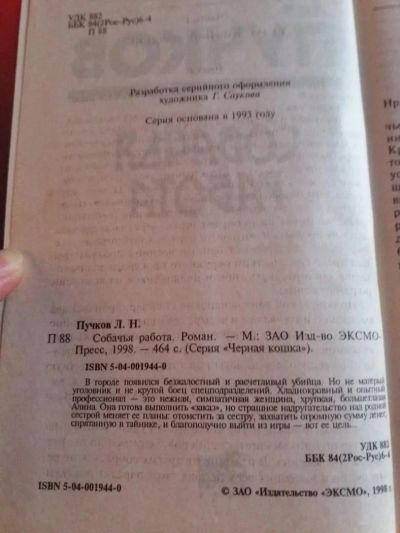 УДК 882
ББК 84(2Рос-Рус)6-4
П 88
Разработка серийного оформления
художника Г. Саукова
Серия основана в 1993 году
Пучков Л. Н.
П 88 Собачья работа. Роман. — М.: ЗАО Изд-во ЭКСМО-
Пресс, 1998. — 464 с. (Серия «Черная кошка»).
ISBN 5-04-001944-0
В городе появился безжалостный и расчетливый убийца. Но не матерый
уголовник и не крутой боец спецподразделений. Хладнокровный и опытный
профессионал — это нежная, симпатичная женщина, хрупкая, большеглазая
Алина. Она готова выполнить «заказ», но страшное надругательство над родной
сестрой меняет ее планы: отомстить за сестру, захватить огромную сумму денег,
спрятанную в тайнике, и благополучно выйти из игры — вот ее цель...
УДК 882
ББК 84(2Рос-Рус)6-4
ISBN 5-04-001944-0
© ЗАО «Издательство «ЭКСМО», 1998 г.